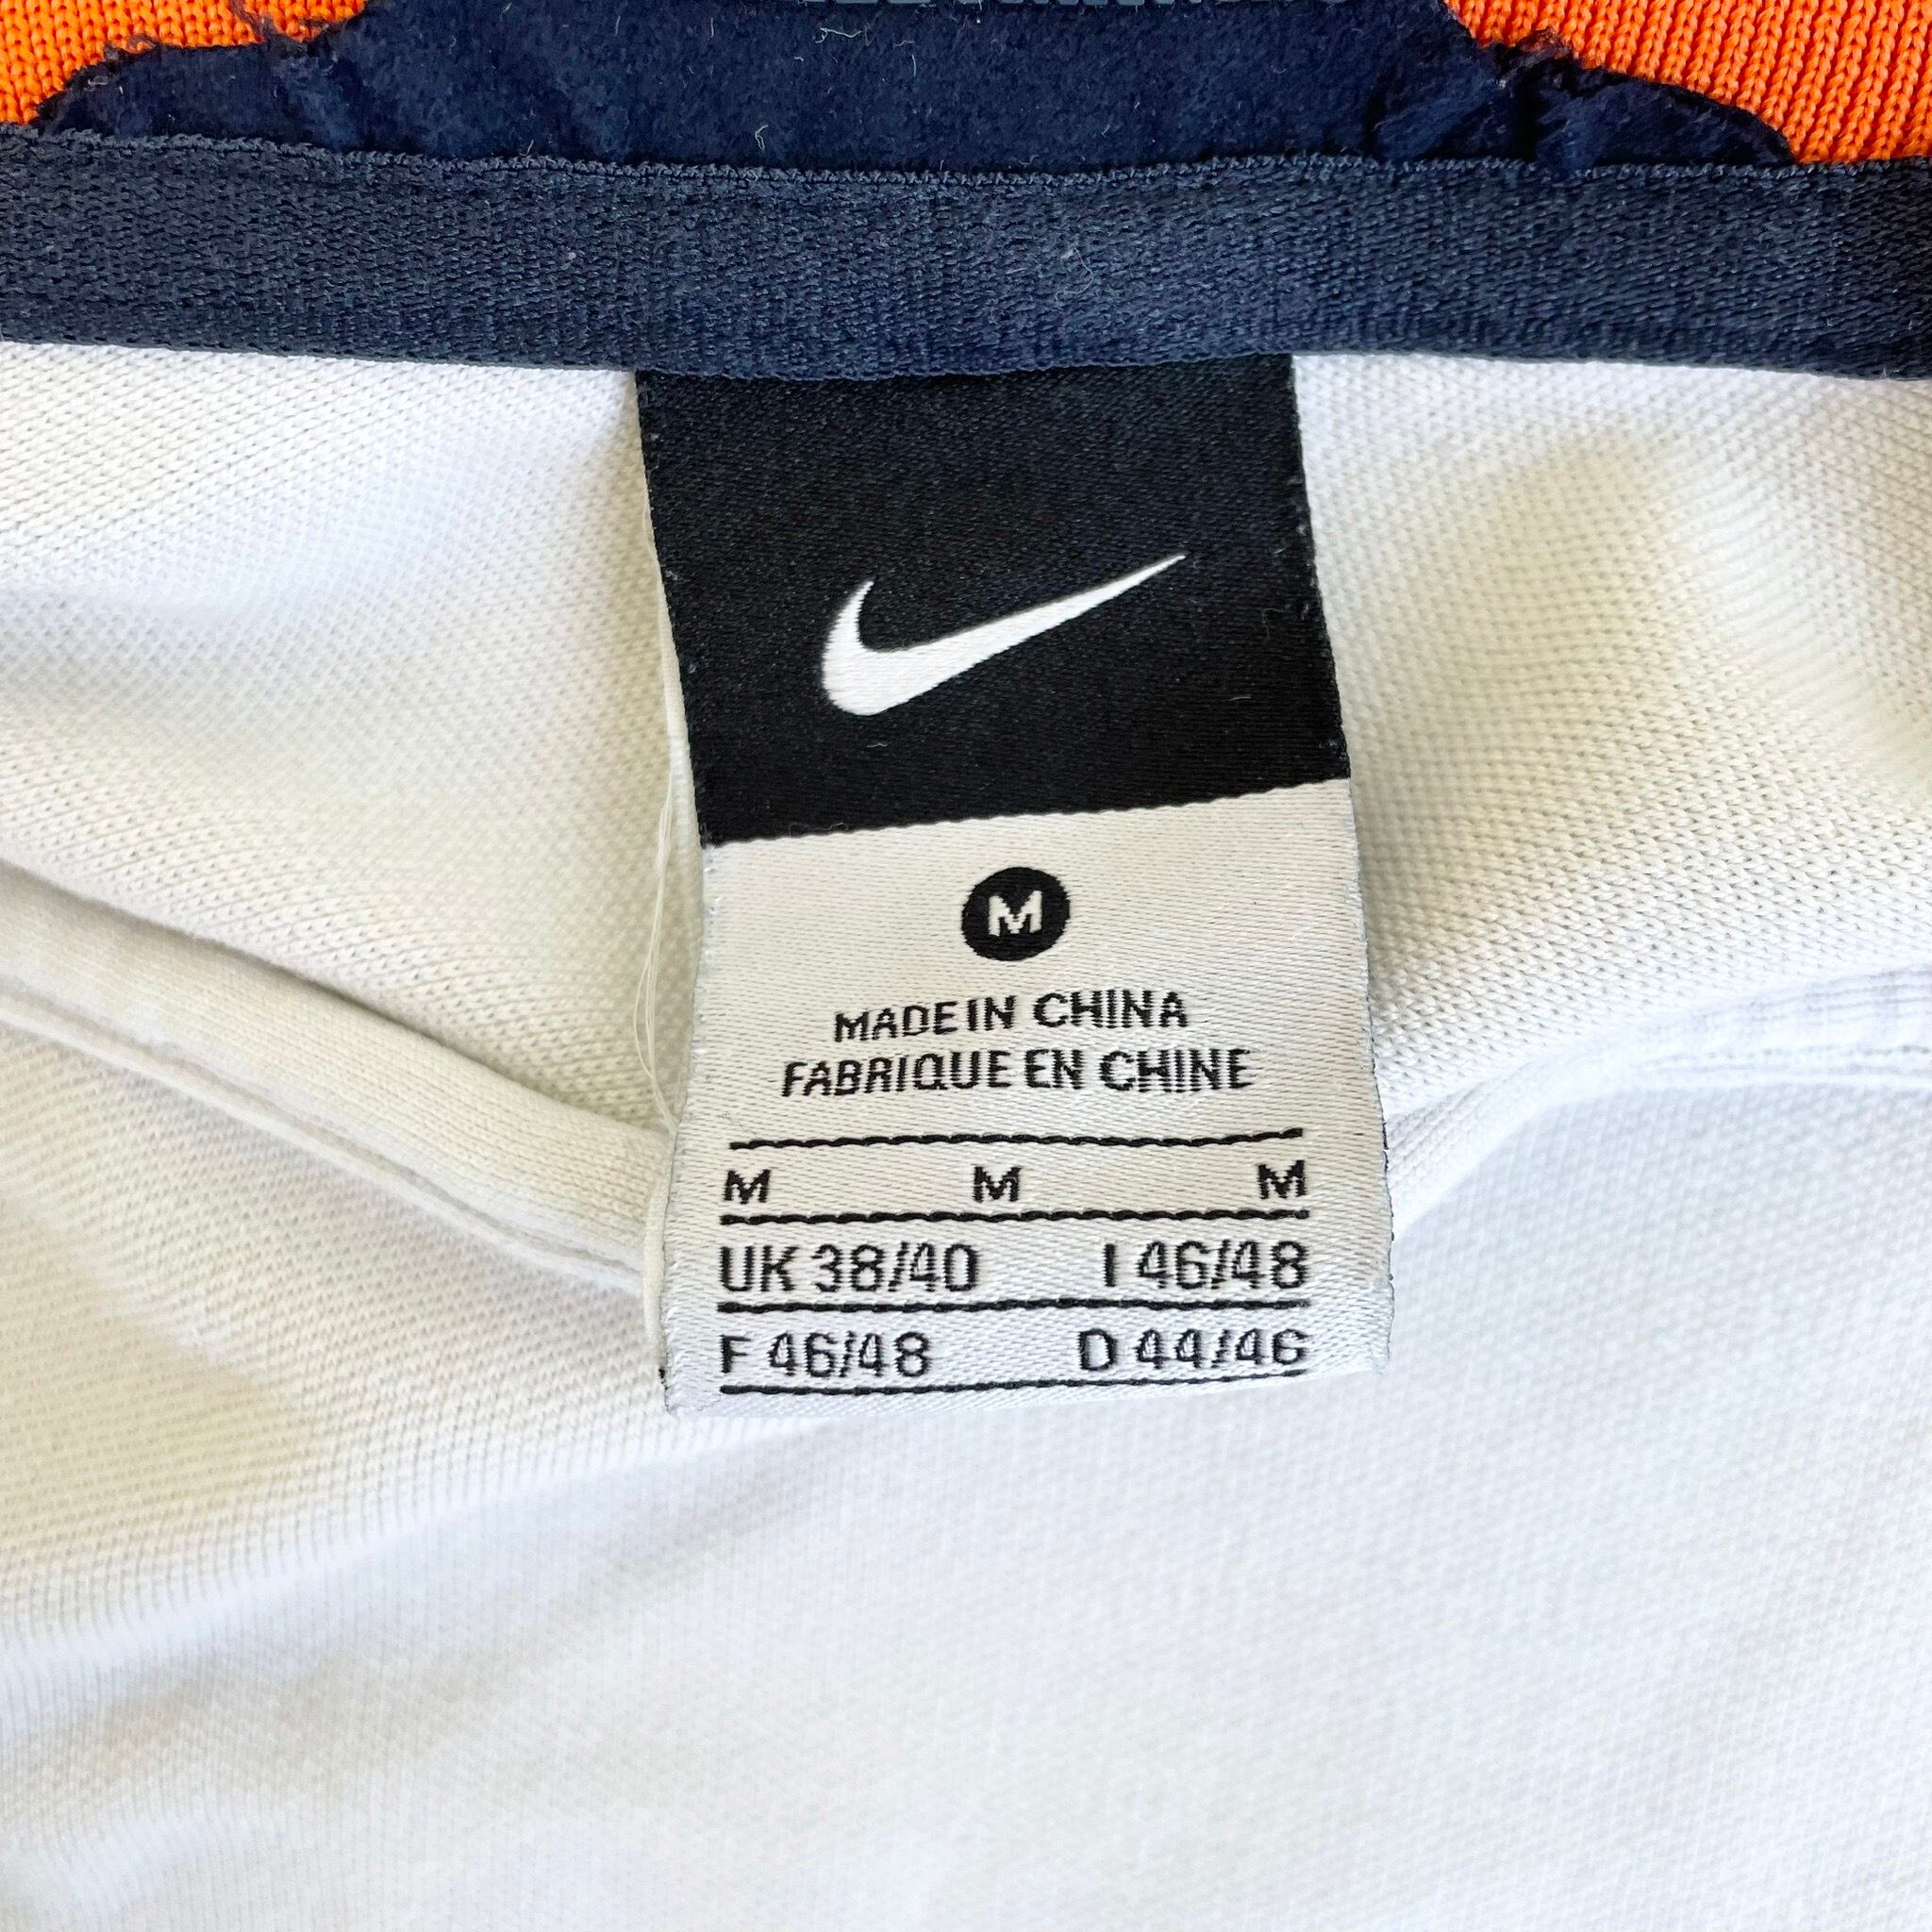 M
MADE IN CHINA
FABRIQUE EN CHINE
M M M
UK 38/40 I 46/48
F 46/48 D 44/46